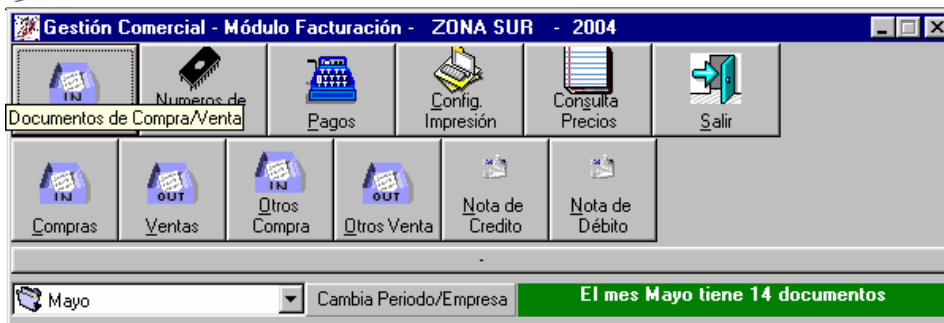 Gestión Comercial - Módulo Facturación - ZONA SUR - 2004
IN
Numeros de
Documentos de Compra/Venta
Pagos
Config.
Impresión
Consulta
Precios
Salir
IN
Compras
OUT
Ventas
IN
Otros
Compra
OUT
Otros Venta
Nota de
Credito
Nota de
Débito
-
Mayo
Cambia Periodo/Empresa
El mes Mayo tiene 14 documentos